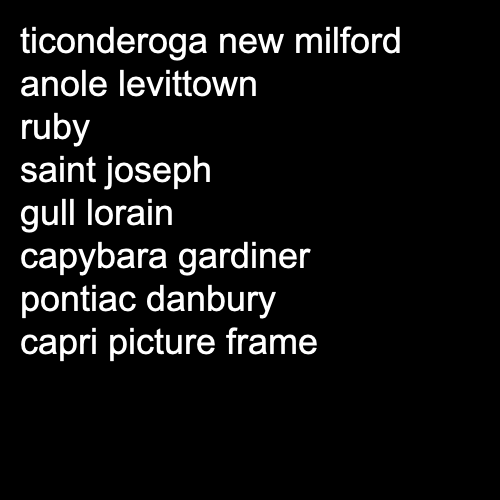 ticonderoga new milford
anole levittown
ruby
saint joseph
gull lorain
capybara gardiner
pontiac danbury
capri picture frame